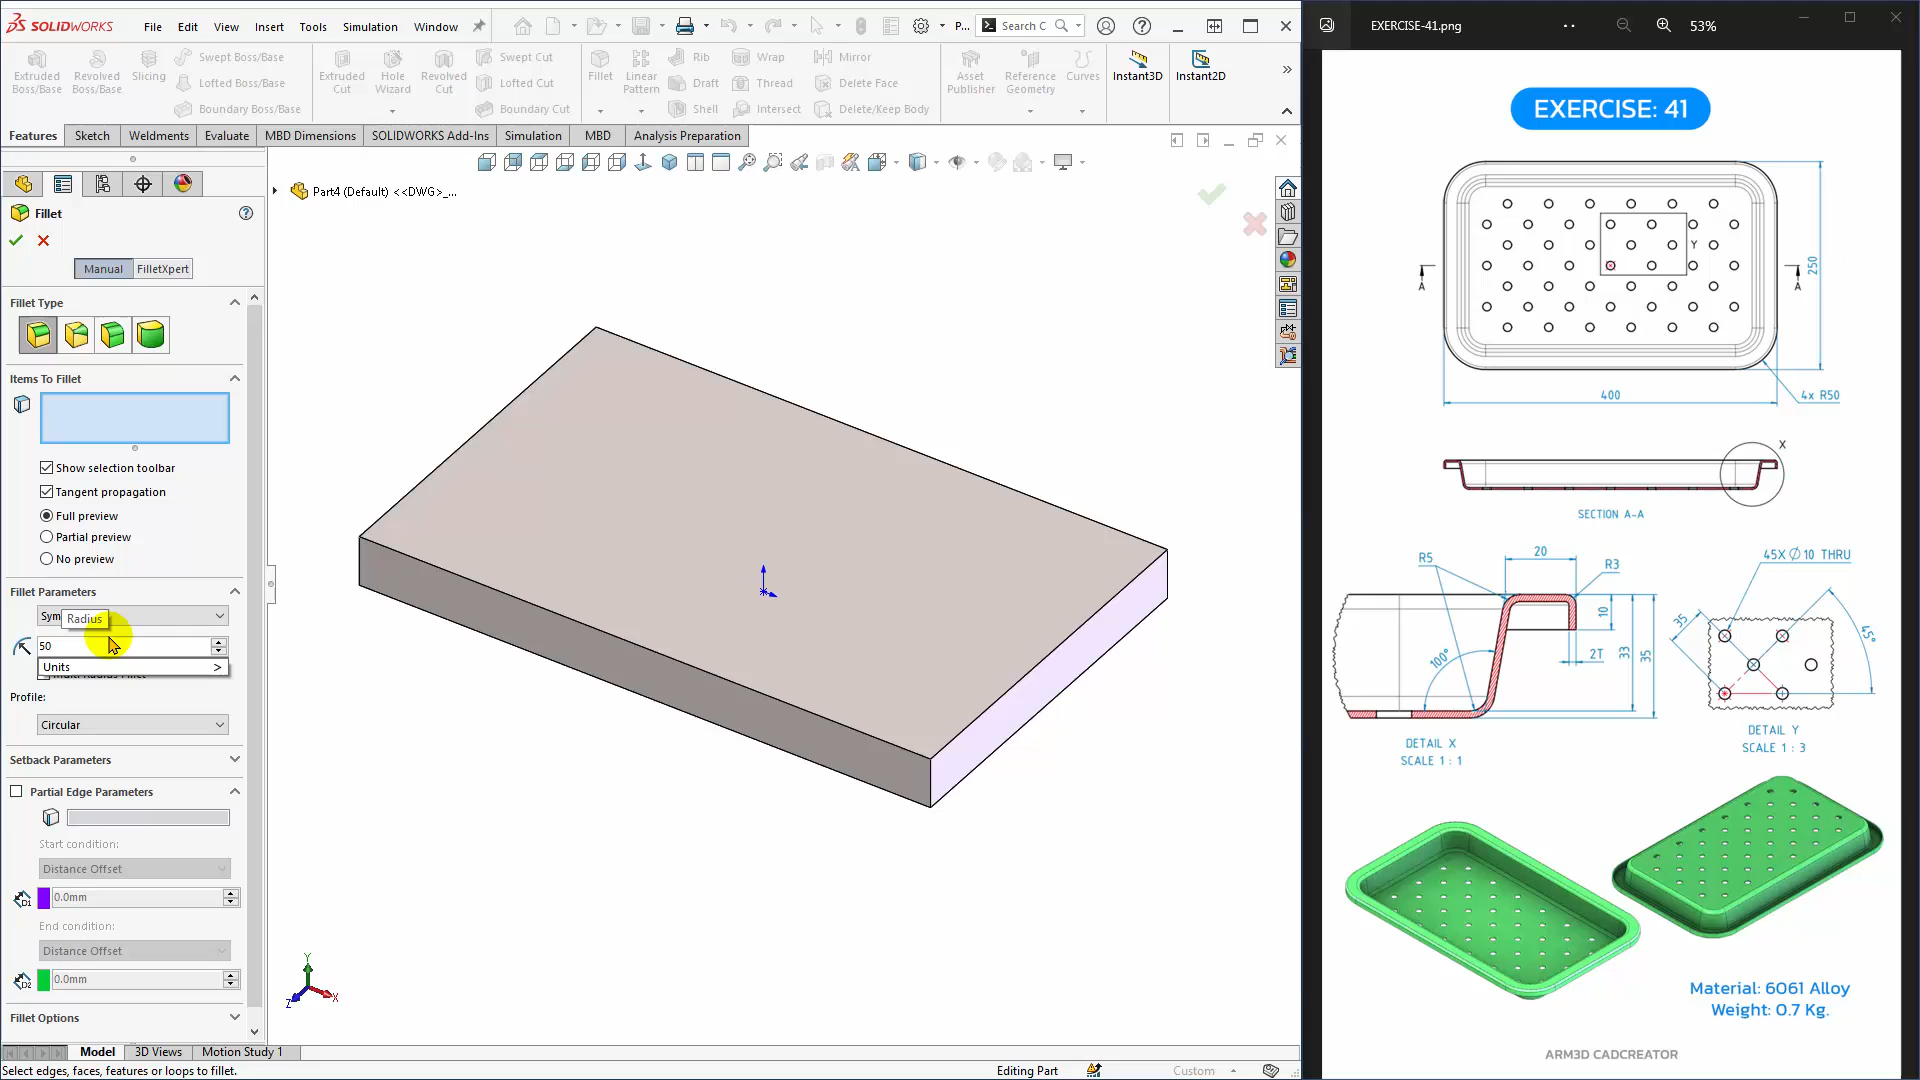 SOLIDWORKS File Edit View Insert Tools Simulation Window P... Search C
Extruded Boss/Base Revolved Boss/Base Slicing Swept Boss/Base Lofted Boss/Base Boundary Boss/Base Extruded Cut Hole Wizard Revolved Cut Swept Cut Lofted Cut Boundary Cut Fillet Linear Pattern Rib Draft Shell Wrap Thread Intersect Mirror Delete Face Delete/Keep Body Asset Publisher Reference Geometry Curves Instant3D Instant2D
Features Sketch Weldments Evaluate MBD Dimensions SOLIDWORKS Add-Ins Simulation MBD Analysis Preparation
Part4 (Default) <<DWG>_...
Fillet
Manual FilletXpert
Fillet Type
Items To Fillet
Show selection toolbar
Tangent propagation
Full preview
Partial preview
No preview
Fillet Parameters
Sym
Radius
50
Units >
Profile:
Circular
Setback Parameters
Partial Edge Parameters
Start condition:
Distance Offset
D1 0.0mm
End condition:
Distance Offset
D2 0.0mm
Fillet Options
Y
X
Z
Model 3D Views Motion Study 1
Select edges, faces, features or loops to fillet.
Editing Part Custom
EXERCISE-41.png
53%
EXERCISE: 41
Y
A A
250
400
4x R50
X
SECTION A-A
R5 20 R3
10
100°
2T
33
35
DETAIL X
SCALE 1 : 1
45X Ø 10 THRU
35
45°
DETAIL Y
SCALE 1 : 3
Material: 6061 Alloy
Weight: 0.7 Kg.
ARM3D CADCREATOR